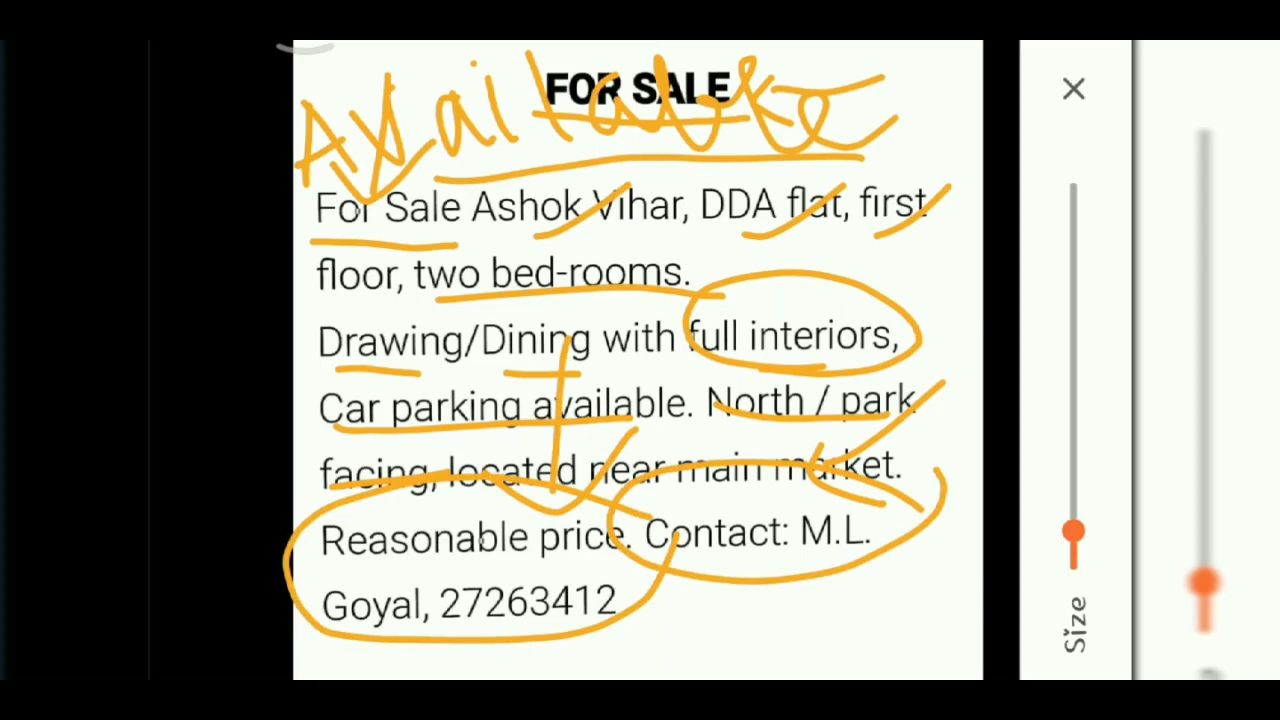 FOR SALE
Available
For Sale Ashok Vihar, DDA flat, first
floor, two bed-rooms.
Drawing/Dining with full interiors,
Car parking available. North / park
facing, located near main market.
Reasonable price. Contact: M.L.
Goyal, 27263412
Size